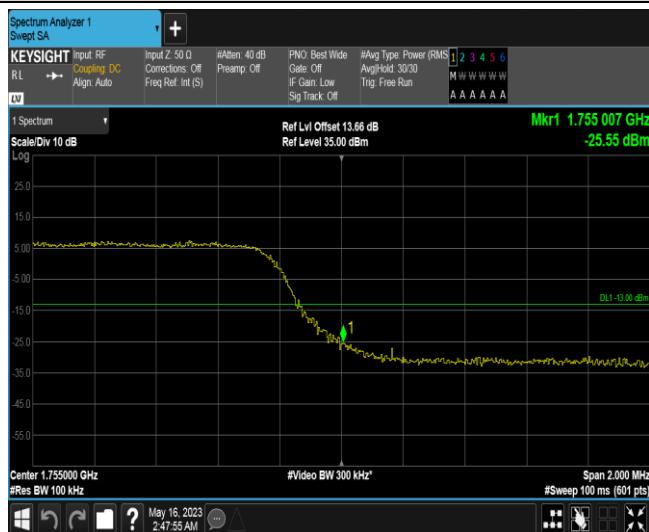 Spectrum Analyzer 1
Swept SA
+
KEYSIGHT
RL
LXI
Input: RF
Coupling: DC
Align: Auto
Input Z: 50 Ω
Corrections: Off
Freq Ref: Int (S)
#Atten: 40 dB
Preamp: Off
PNO: Best Wide
Gate: Off
IF Gain: Low
Sig Track: Off
#Avg Type: Power (RMS
Avg|Hold: 30/30
Trig: Free Run
1 2 3 4 5 6
M W W W W W
A A A A A A
1 Spectrum
Scale/Div 10 dB
Log
Ref Lvl Offset 13.66 dB
Ref Level 35.00 dBm
Mkr1 1.755 007 GHz
-25.55 dBm
25.0
15.0
5.00
-5.00
-15.0
-25.0
-35.0
-45.0
-55.0
DL1 -13.00 dBm
1
Center 1.755000 GHz
#Res BW 100 kHz
#Video BW 300 kHz*
Span 2.000 MHz
#Sweep 100 ms (601 pts)
?
May 16, 2023
2:47:55 AM